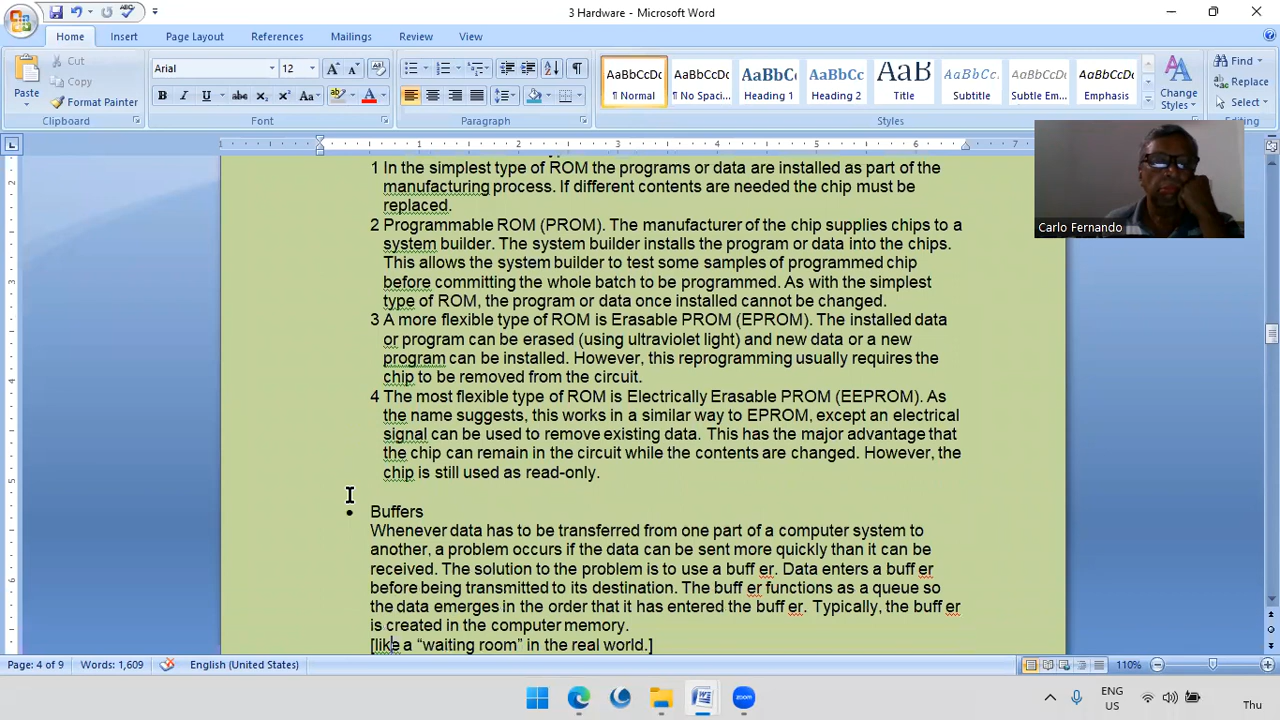 3 Hardware - Microsoft Word
Home Insert Page Layout References Mailings Review View
Cut
Copy
Paste
Format Painter
Clipboard
Arial 12
Font
Paragraph
AaBbCcDc AaBbCcDc AaBbCc AaBbCc AaB AaBbCc. AaBbCcDc AaBbCcDc
¶ Normal ¶ No Spaci... Heading 1 Heading 2 Title Subtitle Subtle Em... Emphasis
Change Styles
Styles
Find
Replace
Select
Editing
Carlo Fernando
1 In the simplest type of ROM the programs or data are installed as part of the
manufacturing process. If different contents are needed the chip must be
replaced.
2 Programmable ROM (PROM). The manufacturer of the chip supplies chips to a
system builder. The system builder installs the program or data into the chips.
This allows the system builder to test some samples of programmed chip
before committing the whole batch to be programmed. As with the simplest
type of ROM, the program or data once installed cannot be changed.
3 A more flexible type of ROM is Erasable PROM (EPROM). The installed data
or program can be erased (using ultraviolet light) and new data or a new
program can be installed. However, this reprogramming usually requires the
chip to be removed from the circuit.
4 The most flexible type of ROM is Electrically Erasable PROM (EEPROM). As
the name suggests, this works in a similar way to EPROM, except an electrical
signal can be used to remove existing data. This has the major advantage that
the chip can remain in the circuit while the contents are changed. However, the
chip is still used as read-only.
• Buffers
Whenever data has to be transferred from one part of a computer system to
another, a problem occurs if the data can be sent more quickly than it can be
received. The solution to the problem is to use a buff er. Data enters a buff er
before being transmitted to its destination. The buff er functions as a queue so
the data emerges in the order that it has entered the buff er. Typically, the buff er
is created in the computer memory.
[like a “waiting room” in the real world.]
Page: 4 of 9 Words: 1,609 English (United States) 110%
ENG
US
Thu